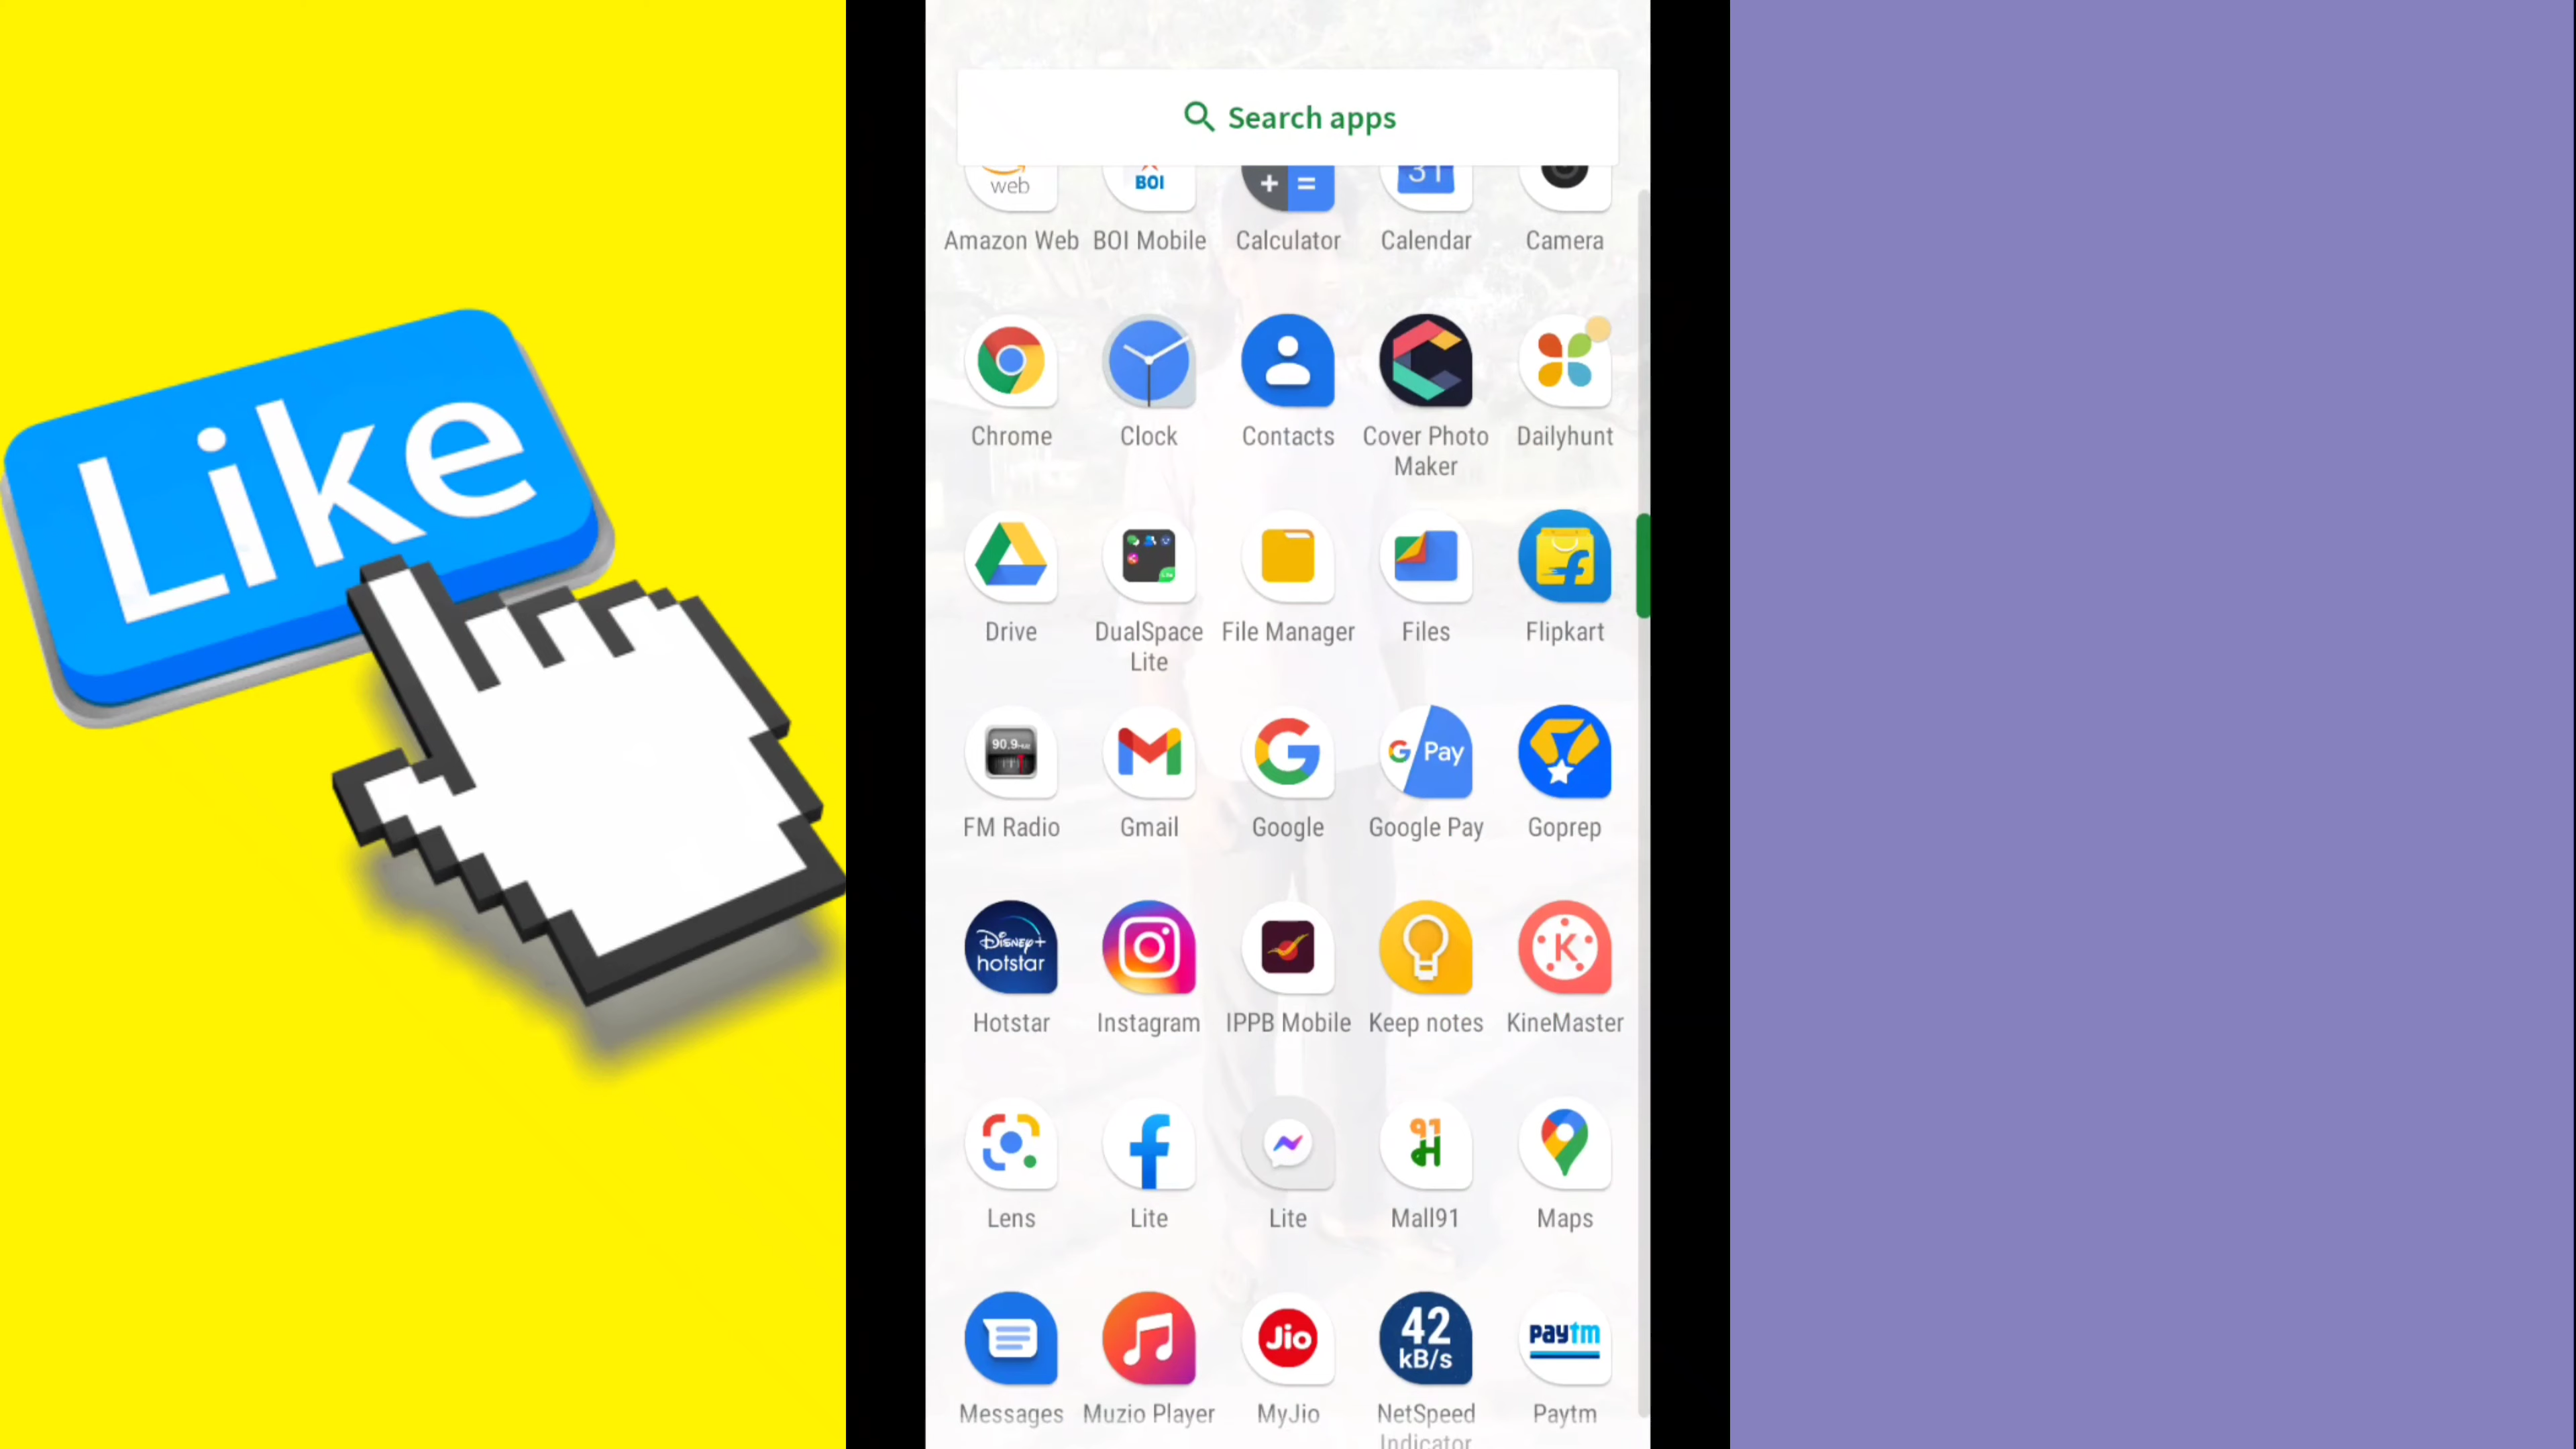 Like
Search apps
web
BOI
+ =
31
Amazon Web BOI Mobile Calculator Calendar Camera
Chrome Clock Contacts Cover Photo Maker Dailyhunt
Lite
Drive DualSpace Lite File Manager Files Flipkart
90.9
G Pay
FM Radio Gmail Google Google Pay Goprep
Disney+ hotstar
K
Hotstar Instagram IPPB Mobile Keep notes KineMaster
91
म
Lens Lite Lite Mall91 Maps
Jio
42 kB/s
paytm
Messages Muzio Player MyJio NetSpeed Indicator Paytm